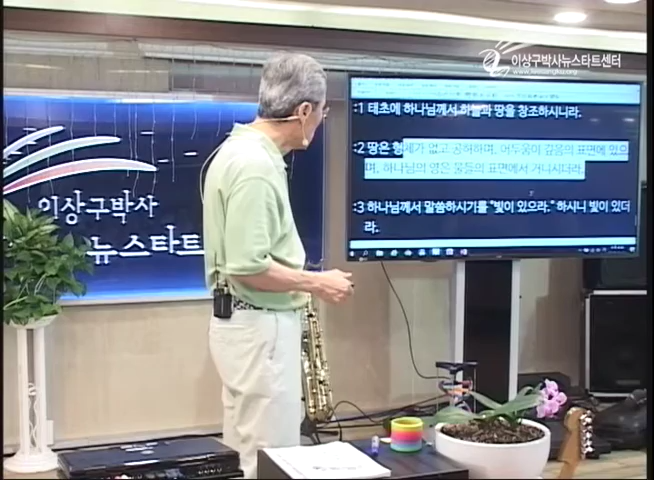 이상구박사뉴스타트센터
www.leesangku.org
:1 태초에 하나님께서 하늘과 땅을 창조하시니라.
:2 땅은 형체가 없고 공허하며, 어두움이 깊음의 표면에 있으
며, 하나님의 영은 물들의 표면에서 거니시더라.
:3 하나님께서 말씀하시기를 "빛이 있으라." 하시니 빛이 있더
라.
이상구박사
뉴스타트